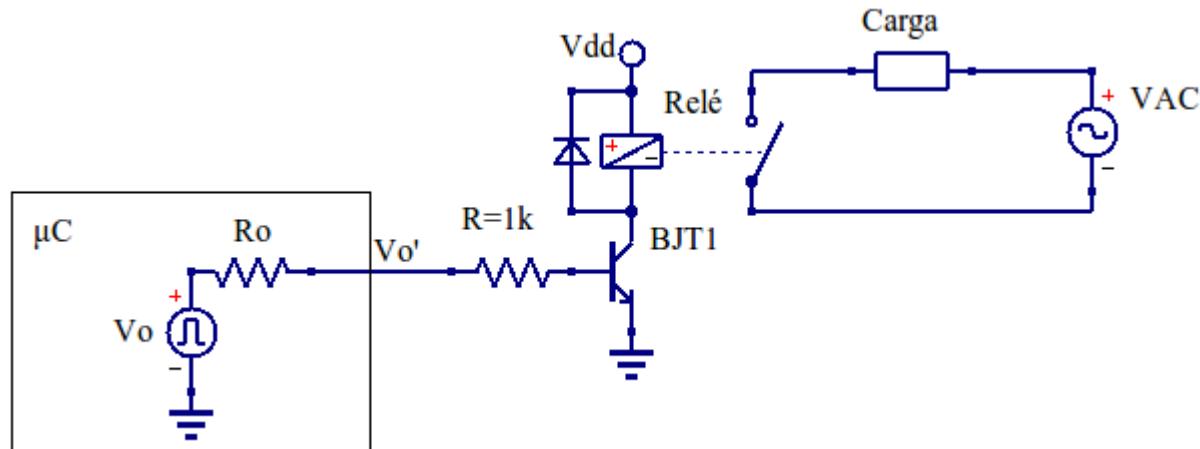 Carga
Vdd
Relé
+
VAC
+
-
-
µC
Ro
Vo'
R=1k
BJT1
+
Vo
-